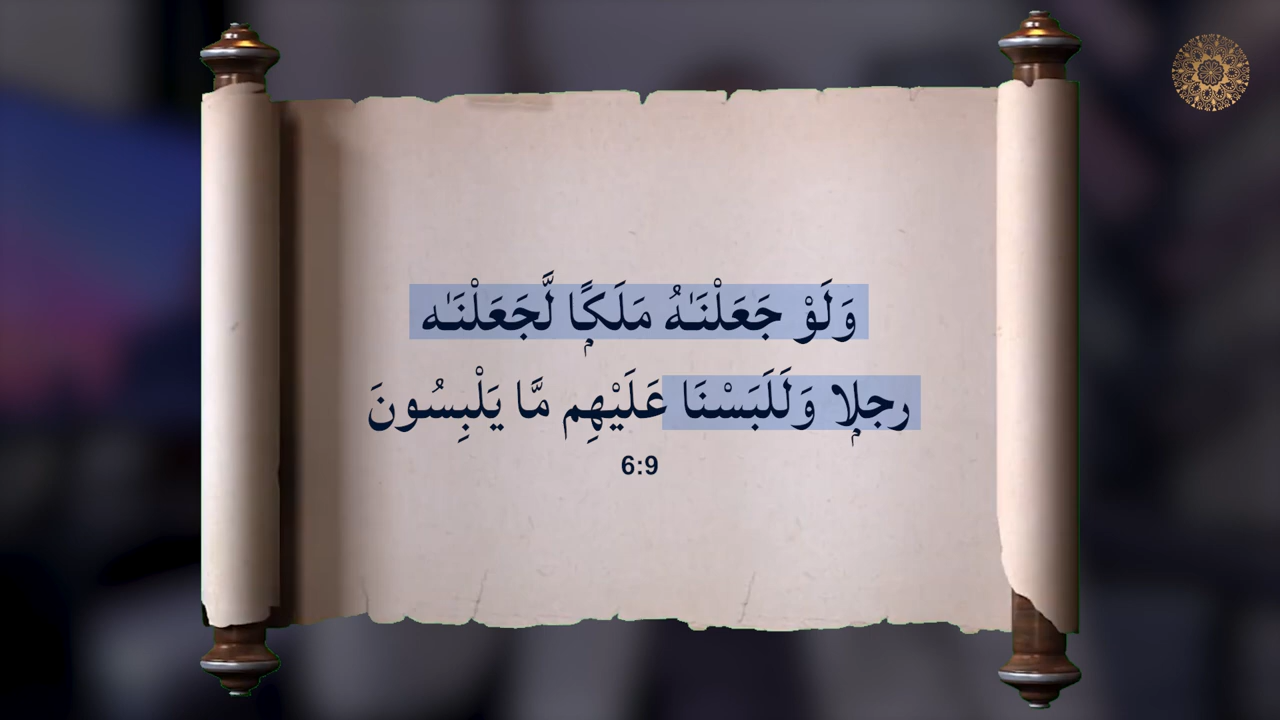 وَلَوْ جَعَلْنَـٰهُ مَلَكًۭا لَّجَعَلْنَـٰه
رجلۭا وَلَلَبَسْنَا عَلَيْهِم مَّا يَلْبِسُونَ
6:9